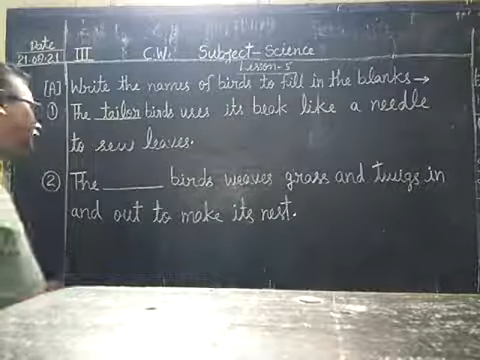 Date III C.W. Subject-Science
21.09.21 Lesson-5
[A] Write the names of birds to fill in the blanks→
① The tailor birds uses its beak like a needle
to sew leaves.
② The ______ birds weaves grass and twigs in
and out to make its nest.